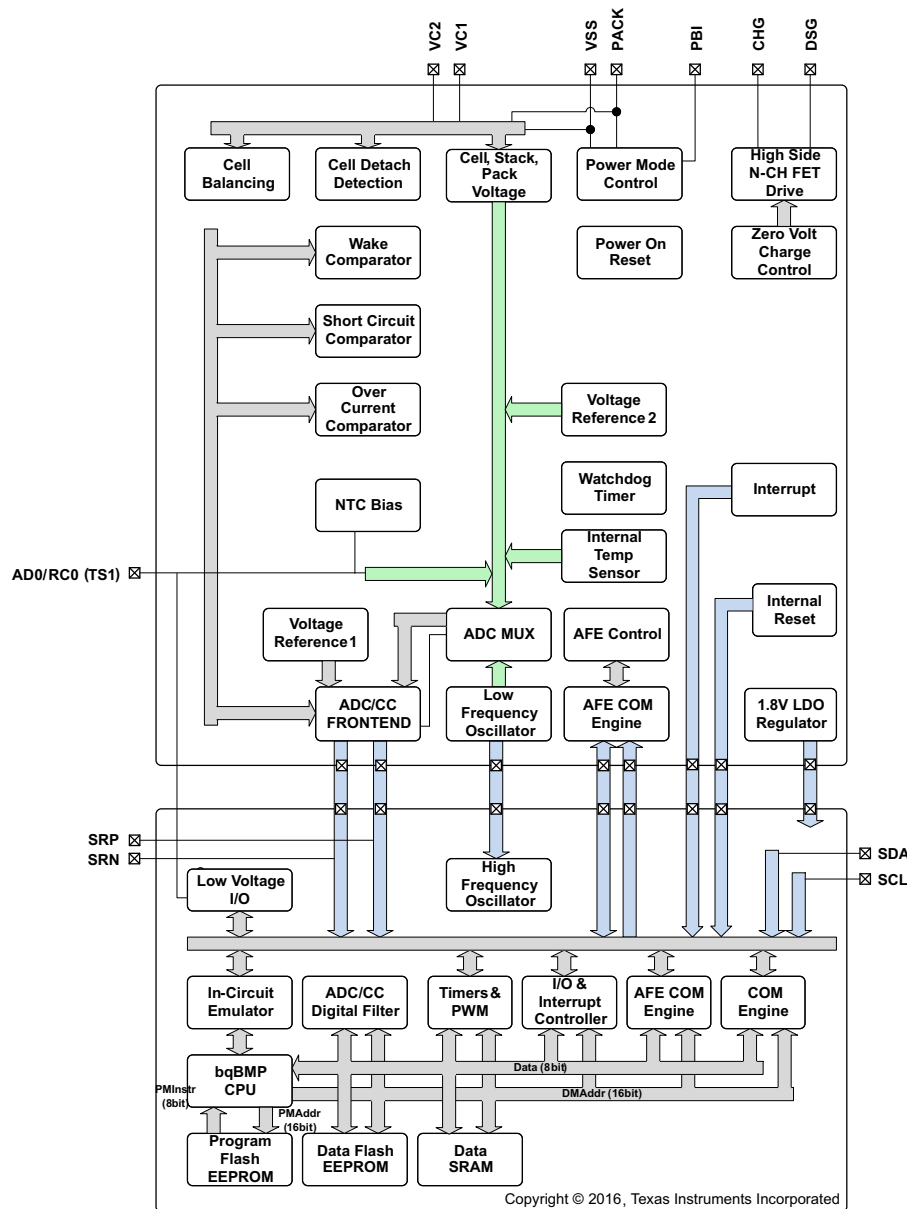 VC2
VC1
VSS
PACK
PBI
CHG
DSG
Cell
Balancing
Cell Detach
Detection
Cell, Stack,
Pack
Voltage
Power Mode
Control
High Side
N-CH FET
Drive
Wake
Comparator
Power On
Reset
Zero Volt
Charge
Control
Short Circuit
Comparator
Over
Current
Comparator
Voltage
Reference 2
NTC Bias
Watchdog
Timer
Interrupt
AD0/RC0 (TS1)
Internal
Temp
Sensor
Voltage
Reference 1
ADC MUX
AFE Control
Internal
Reset
ADC/CC
FRONTEND
Low
Frequency
Oscillator
AFE COM
Engine
1.8V LDO
Regulator
SRP
SRN
SDA
SCL
Low Voltage
I/O
High
Frequency
Oscillator
In-Circuit
Emulator
ADC/CC
Digital Filter
Timers &
PWM
I/O &
Interrupt
Controller
AFE COM
Engine
COM
Engine
bqBMP
CPU
Data (8bit)
DMAddr (16bit)
PMInstr
(8bit)
PMAddr
(16bit)
Program
Flash
EEPROM
Data Flash
EEPROM
Data
SRAM
Copyright © 2016, Texas Instruments Incorporated